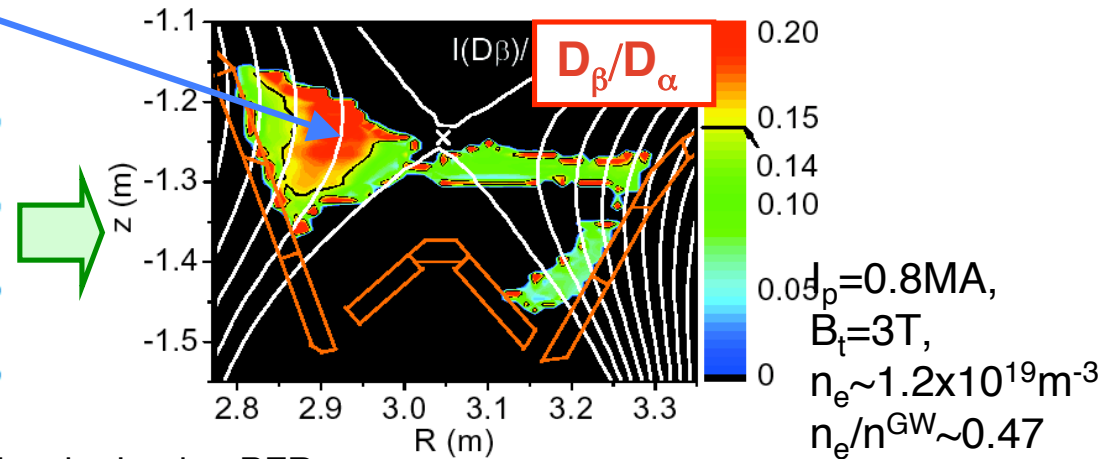 -1.1
-1.2
-1.3
-1.4
-1.5
z (m)
2.8 2.9 3.0 3.1 3.2 3.3
R (m)
I(Dβ)/
Dβ/Dα
0.20
0.15
0.14
0.10
0.05
0
Ip=0.8MA,
Bt=3T,
ne~1.2x10^19m^-3
ne/n^GW~0.47